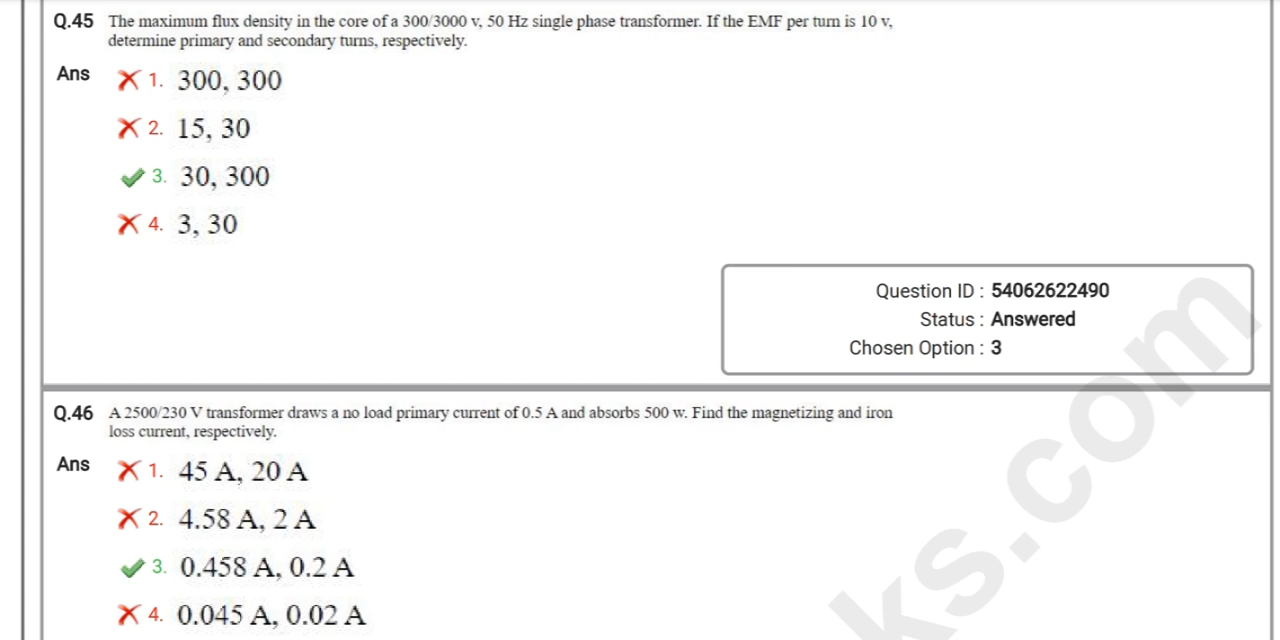 Q.45 The maximum flux density in the core of a 300/3000 v, 50 Hz single phase transformer. If the EMF per turn is 10 v,
determine primary and secondary turns, respectively.
Ans 1. 300, 300
2. 15, 30
3. 30, 300
4. 3, 30
Question ID : 54062622490
Status : Answered
Chosen Option : 3
Q.46 A 2500/230 V transformer draws a no load primary current of 0.5 A and absorbs 500 w. Find the magnetizing and iron
loss current, respectively.
Ans 1. 45 A, 20 A
2. 4.58 A, 2 A
3. 0.458 A, 0.2 A
4. 0.045 A, 0.02 A
ks.com